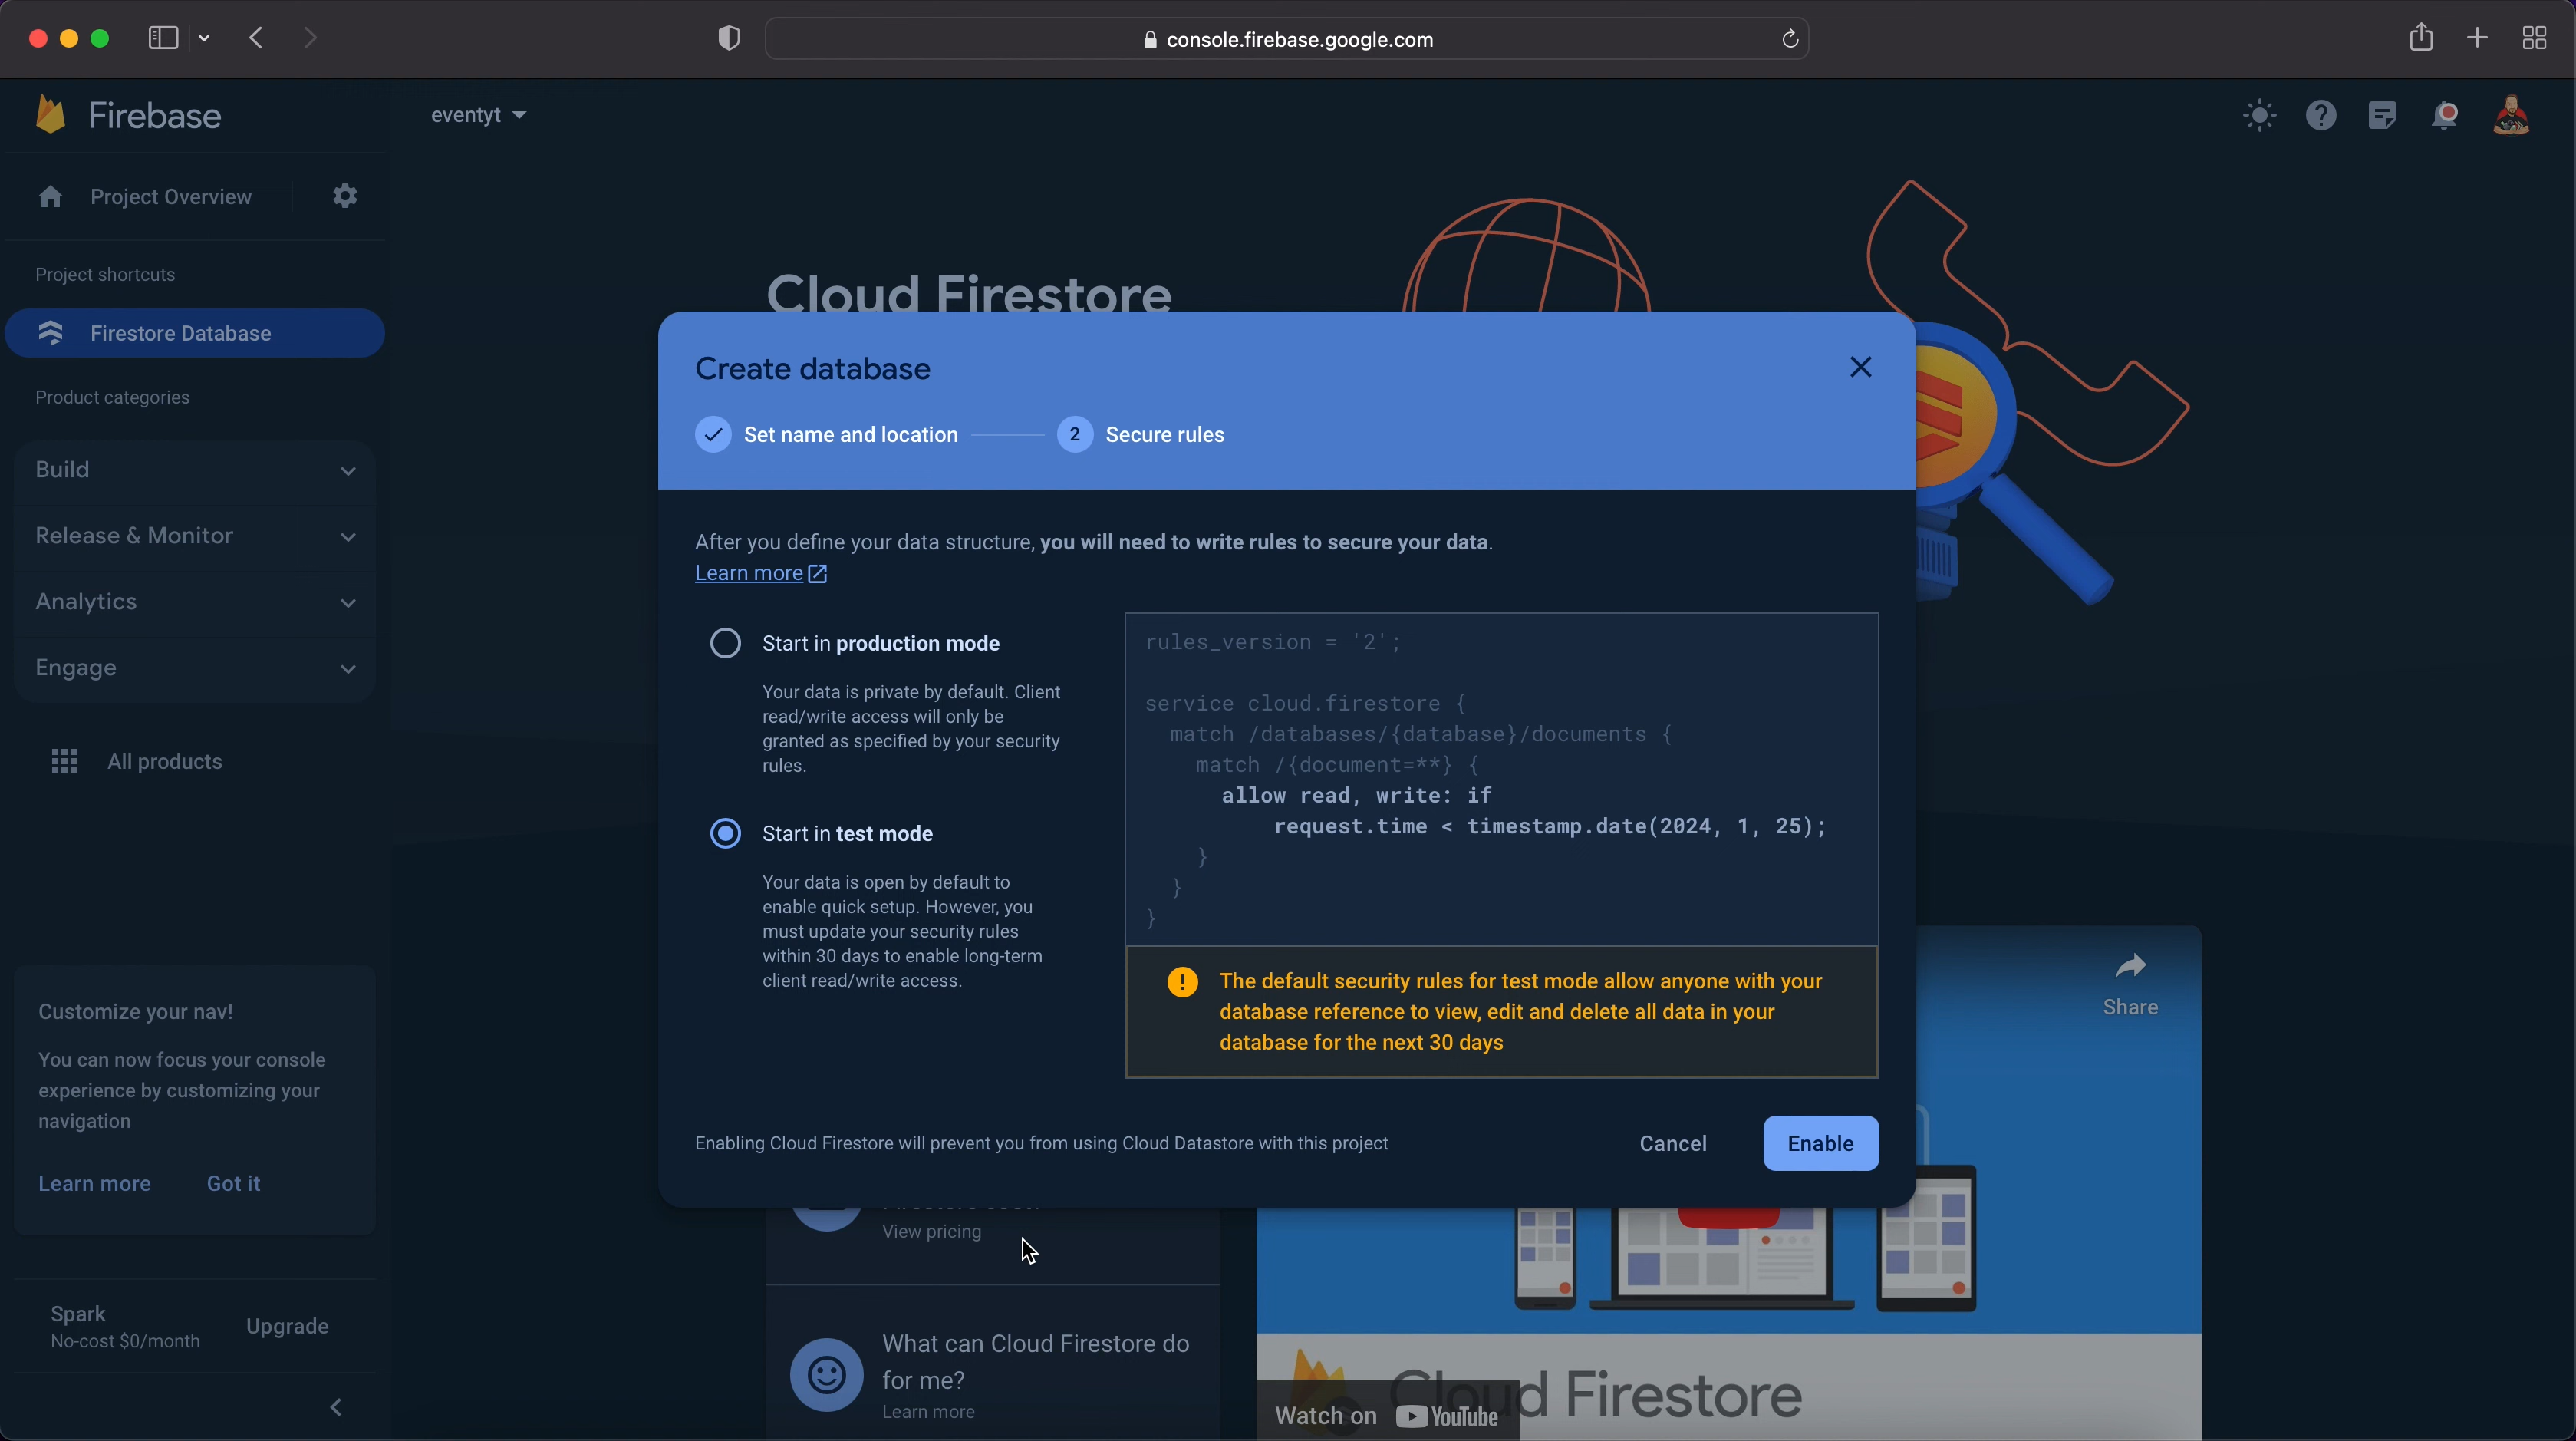 console.firebase.google.com
Firebase
eventyt
Project Overview
Project shortcuts
Firestore Database
Product categories
Build
Release & Monitor
Analytics
Engage
All products
Customize your nav!
You can now focus your console
experience by customizing your
navigation
Learn more
Got it
Spark
No-cost $0/month
Upgrade
Cloud Firestore
Create database
Set name and location
2
Secure rules
After you define your data structure, you will need to write rules to secure your data.
Learn more
Start in production mode
Your data is private by default. Client
read/write access will only be
granted as specified by your security
rules.
Start in test mode
Your data is open by default to
enable quick setup. However, you
must update your security rules
within 30 days to enable long-term
client read/write access.
rules_version = '2';
service cloud.firestore {
match /databases/{database}/documents {
match /{document=**} {
allow read, write: if
request.time < timestamp.date(2024, 1, 25);
}
}
}
The default security rules for test mode allow anyone with your
database reference to view, edit and delete all data in your
database for the next 30 days
Enabling Cloud Firestore will prevent you from using Cloud Datastore with this project
Cancel
Enable
View pricing
What can Cloud Firestore do
for me?
Learn more
Share
Cloud Firestore
Watch on YouTube